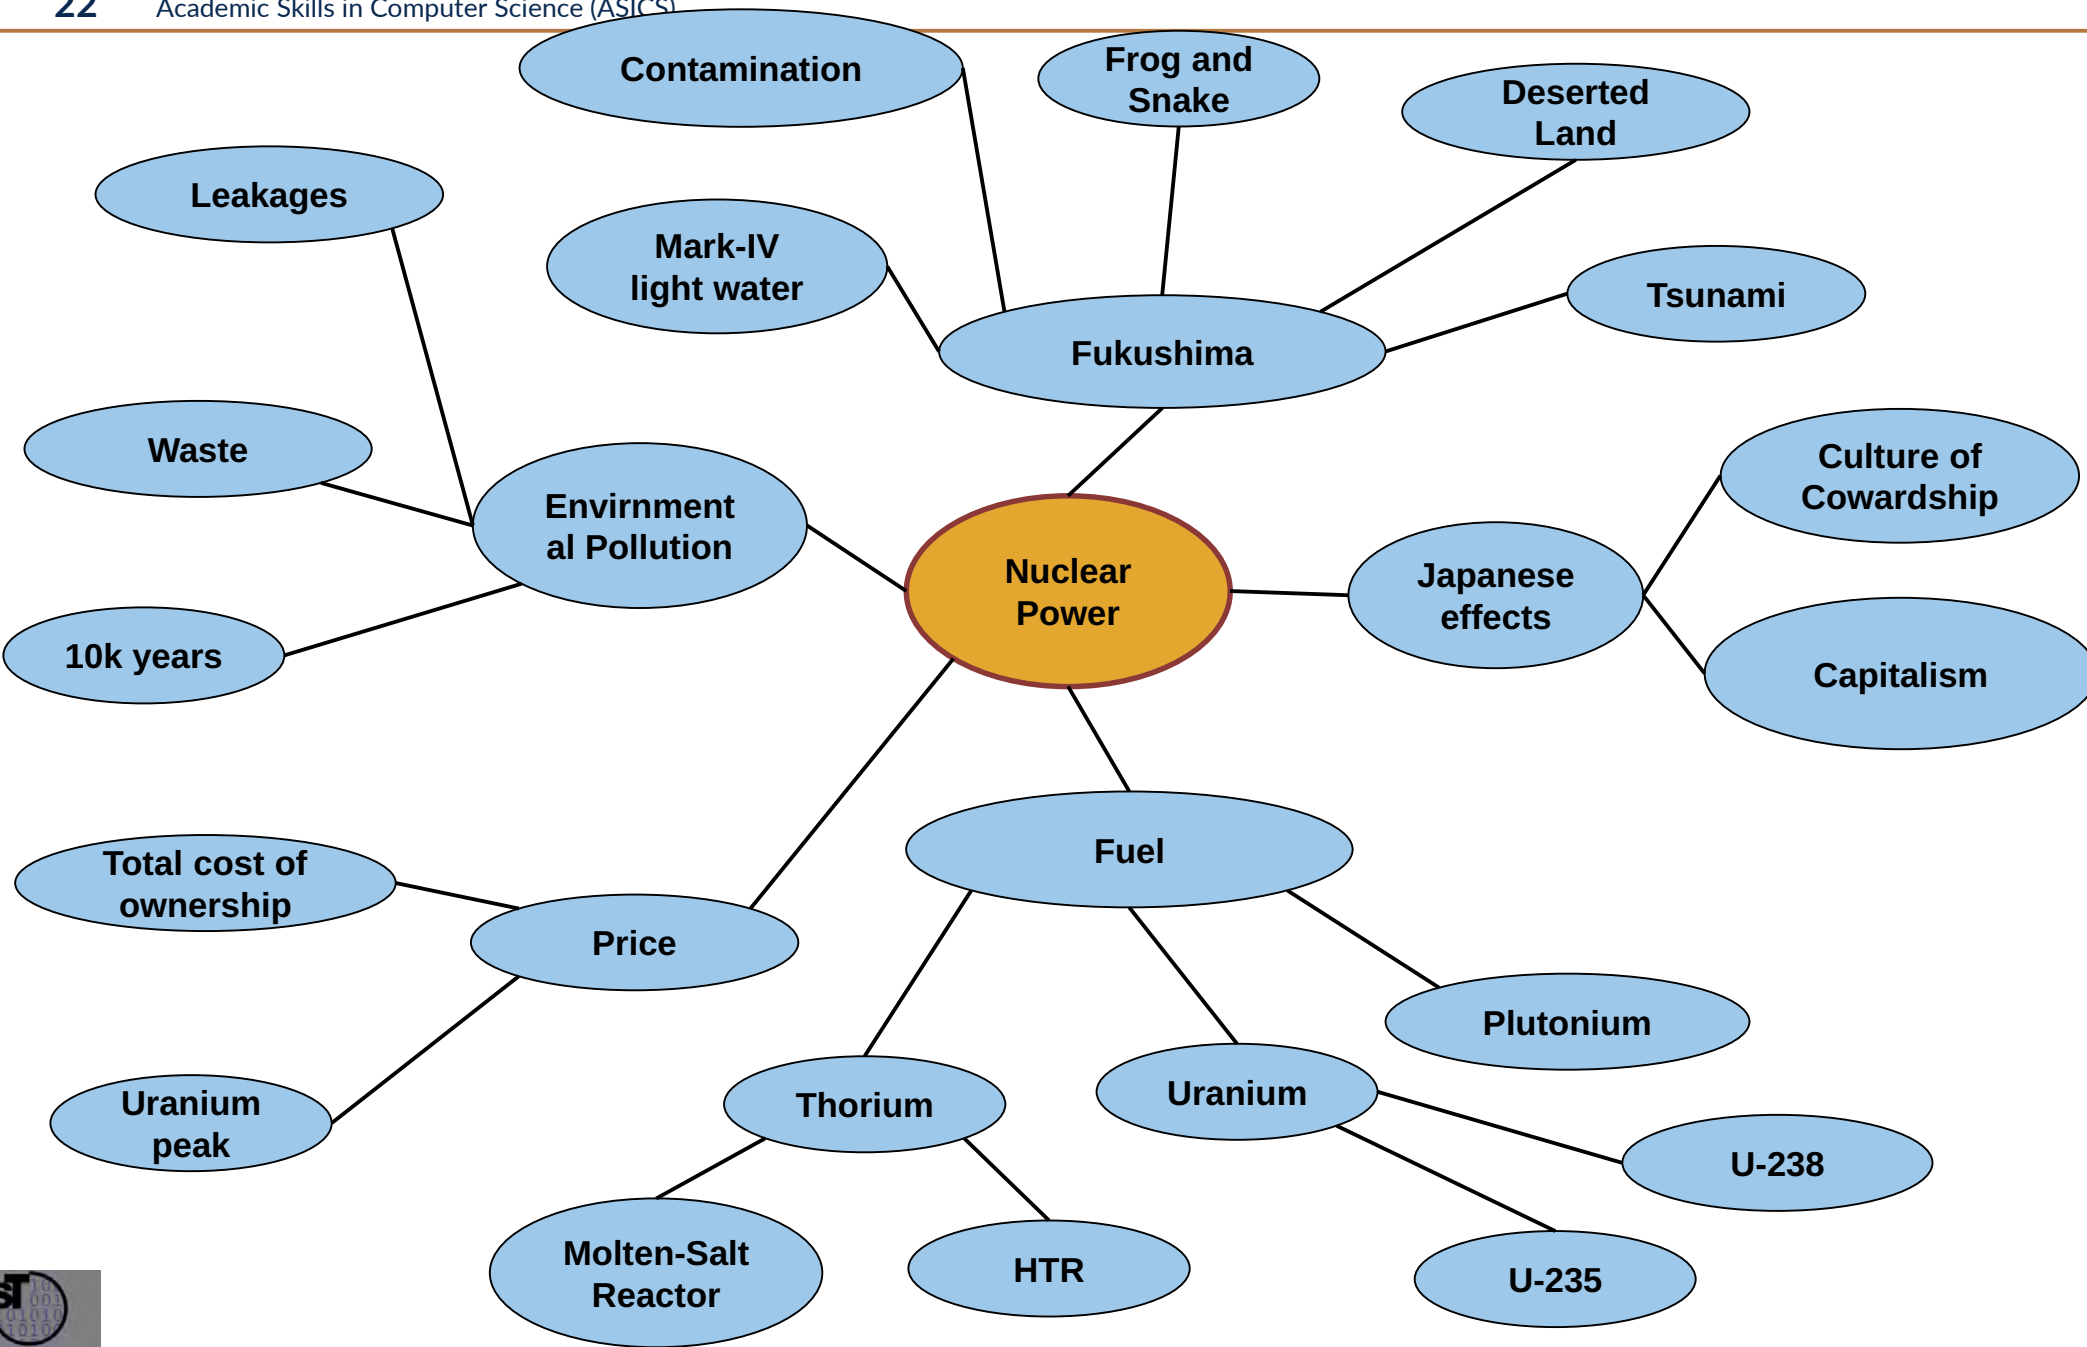 22 Academic Skills in Computer Science (ASICS)
Contamination
Frog and
Snake
Deserted
Land
Leakages
Mark-IV
light water
Tsunami
Fukushima
Waste
Culture of
Cowardship
Envirnment
al Pollution
Nuclear
Power
Japanese
effects
10k years
Capitalism
Total cost of
ownership
Fuel
Price
Plutonium
Uranium
peak
Thorium
Uranium
U-238
Molten-Salt
Reactor
HTR
U-235